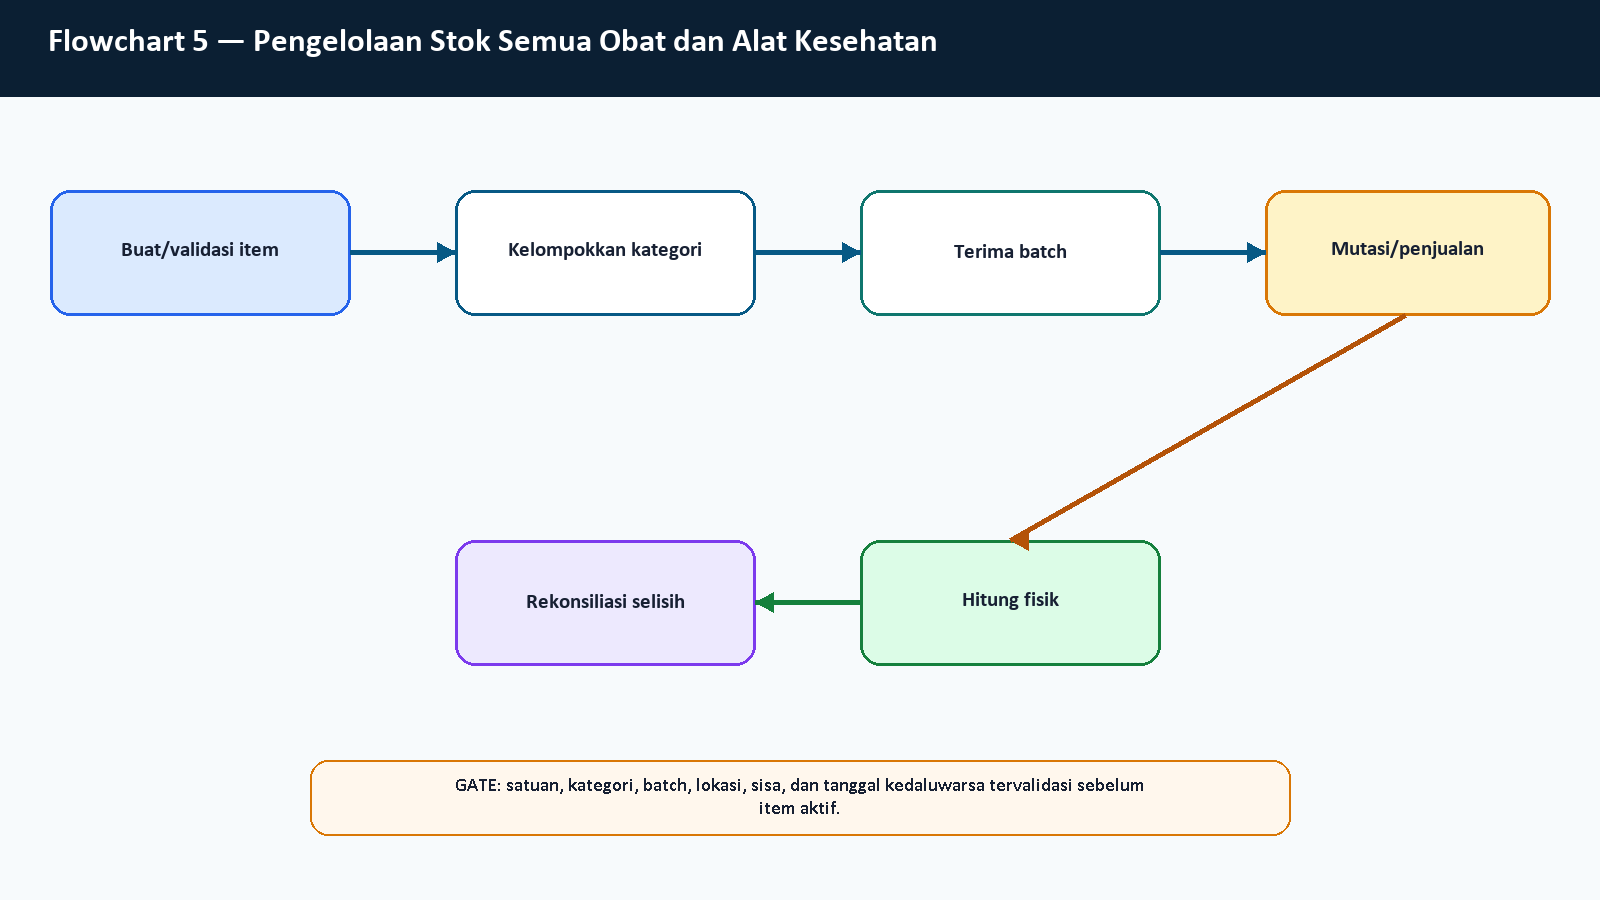 Flowchart 5 — Pengelolaan Stok Semua Obat dan Alat Kesehatan
Buat/validasi item
Kelompokkan kategori
Terima batch
Mutasi/penjualan
Rekonsiliasi selisih
Hitung fisik
GATE: satuan, kategori, batch, lokasi, sisa, dan tanggal kedaluwarsa tervalidasi sebelum
item aktif.